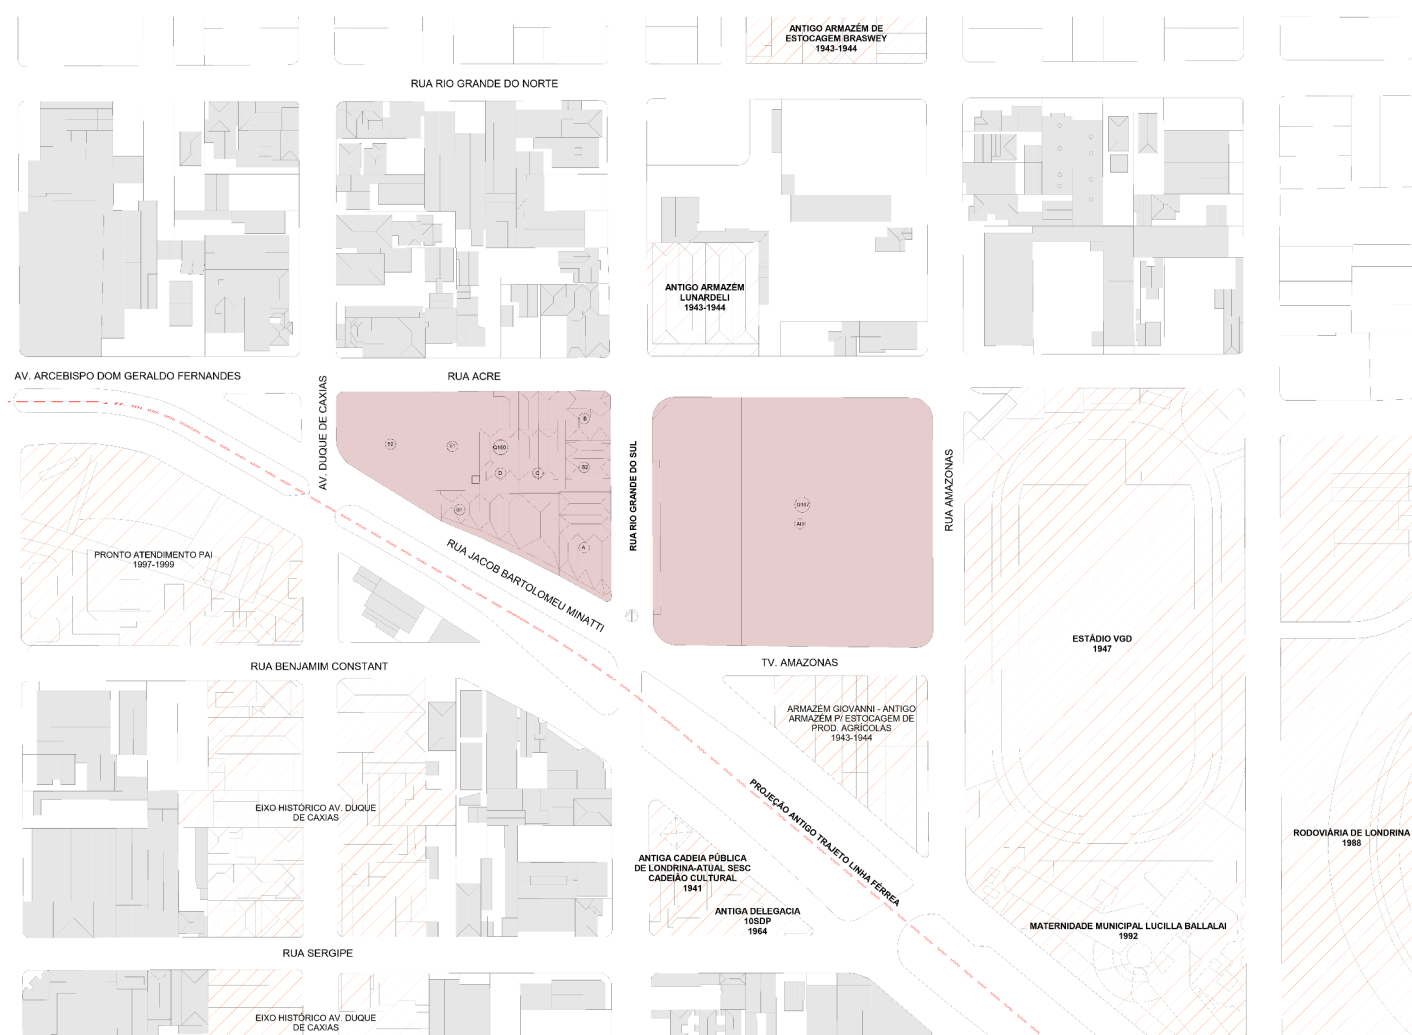 ANTIGO ARMAZÉM DE
ESTOCAGEM BRASWEY
1943-1944
RUA RIO GRANDE DO NORTE
ANTIGO ARMAZÉM
LUNARDELI
1943-1944
AV. ARCEBISPO DOM GERALDO FERNANDES
AV. DUQUE DE CAXIAS
RUA ACRE
RUA RIO GRANDE DO SUL
RUA AMAZONAS
B
D
C
A
PRONTO ATENDIMENTO PAI
1997-1999
RUA JACOB BARTOLOMEU MINATTI
ESTÁDIO VGD
1947
RUA BENJAMIM CONSTANT
TV. AMAZONAS
ARMAZÉM GIOVANNI - ANTIGO
ARMAZÉM P/ ESTOCAGEM DE
PROD. AGRÍCOLAS
1943-1944
PROJEÇÃO ANTIGO TRAJETO LINHA FÉRREA
EIXO HISTÓRICO AV. DUQUE
DE CAXIAS
RODOVIÁRIA DE LONDRINA
1988
ANTIGA CADEIA PÚBLICA
DE LONDRINA-ATUAL SESC
CADEIÃO CULTURAL
1941
ANTIGA DELEGACIA
10SDP
1964
MATERNIDADE MUNICIPAL LUCILLA BALLALAI
1992
RUA SERGIPE
EIXO HISTÓRICO AV. DUQUE
DE CAXIAS